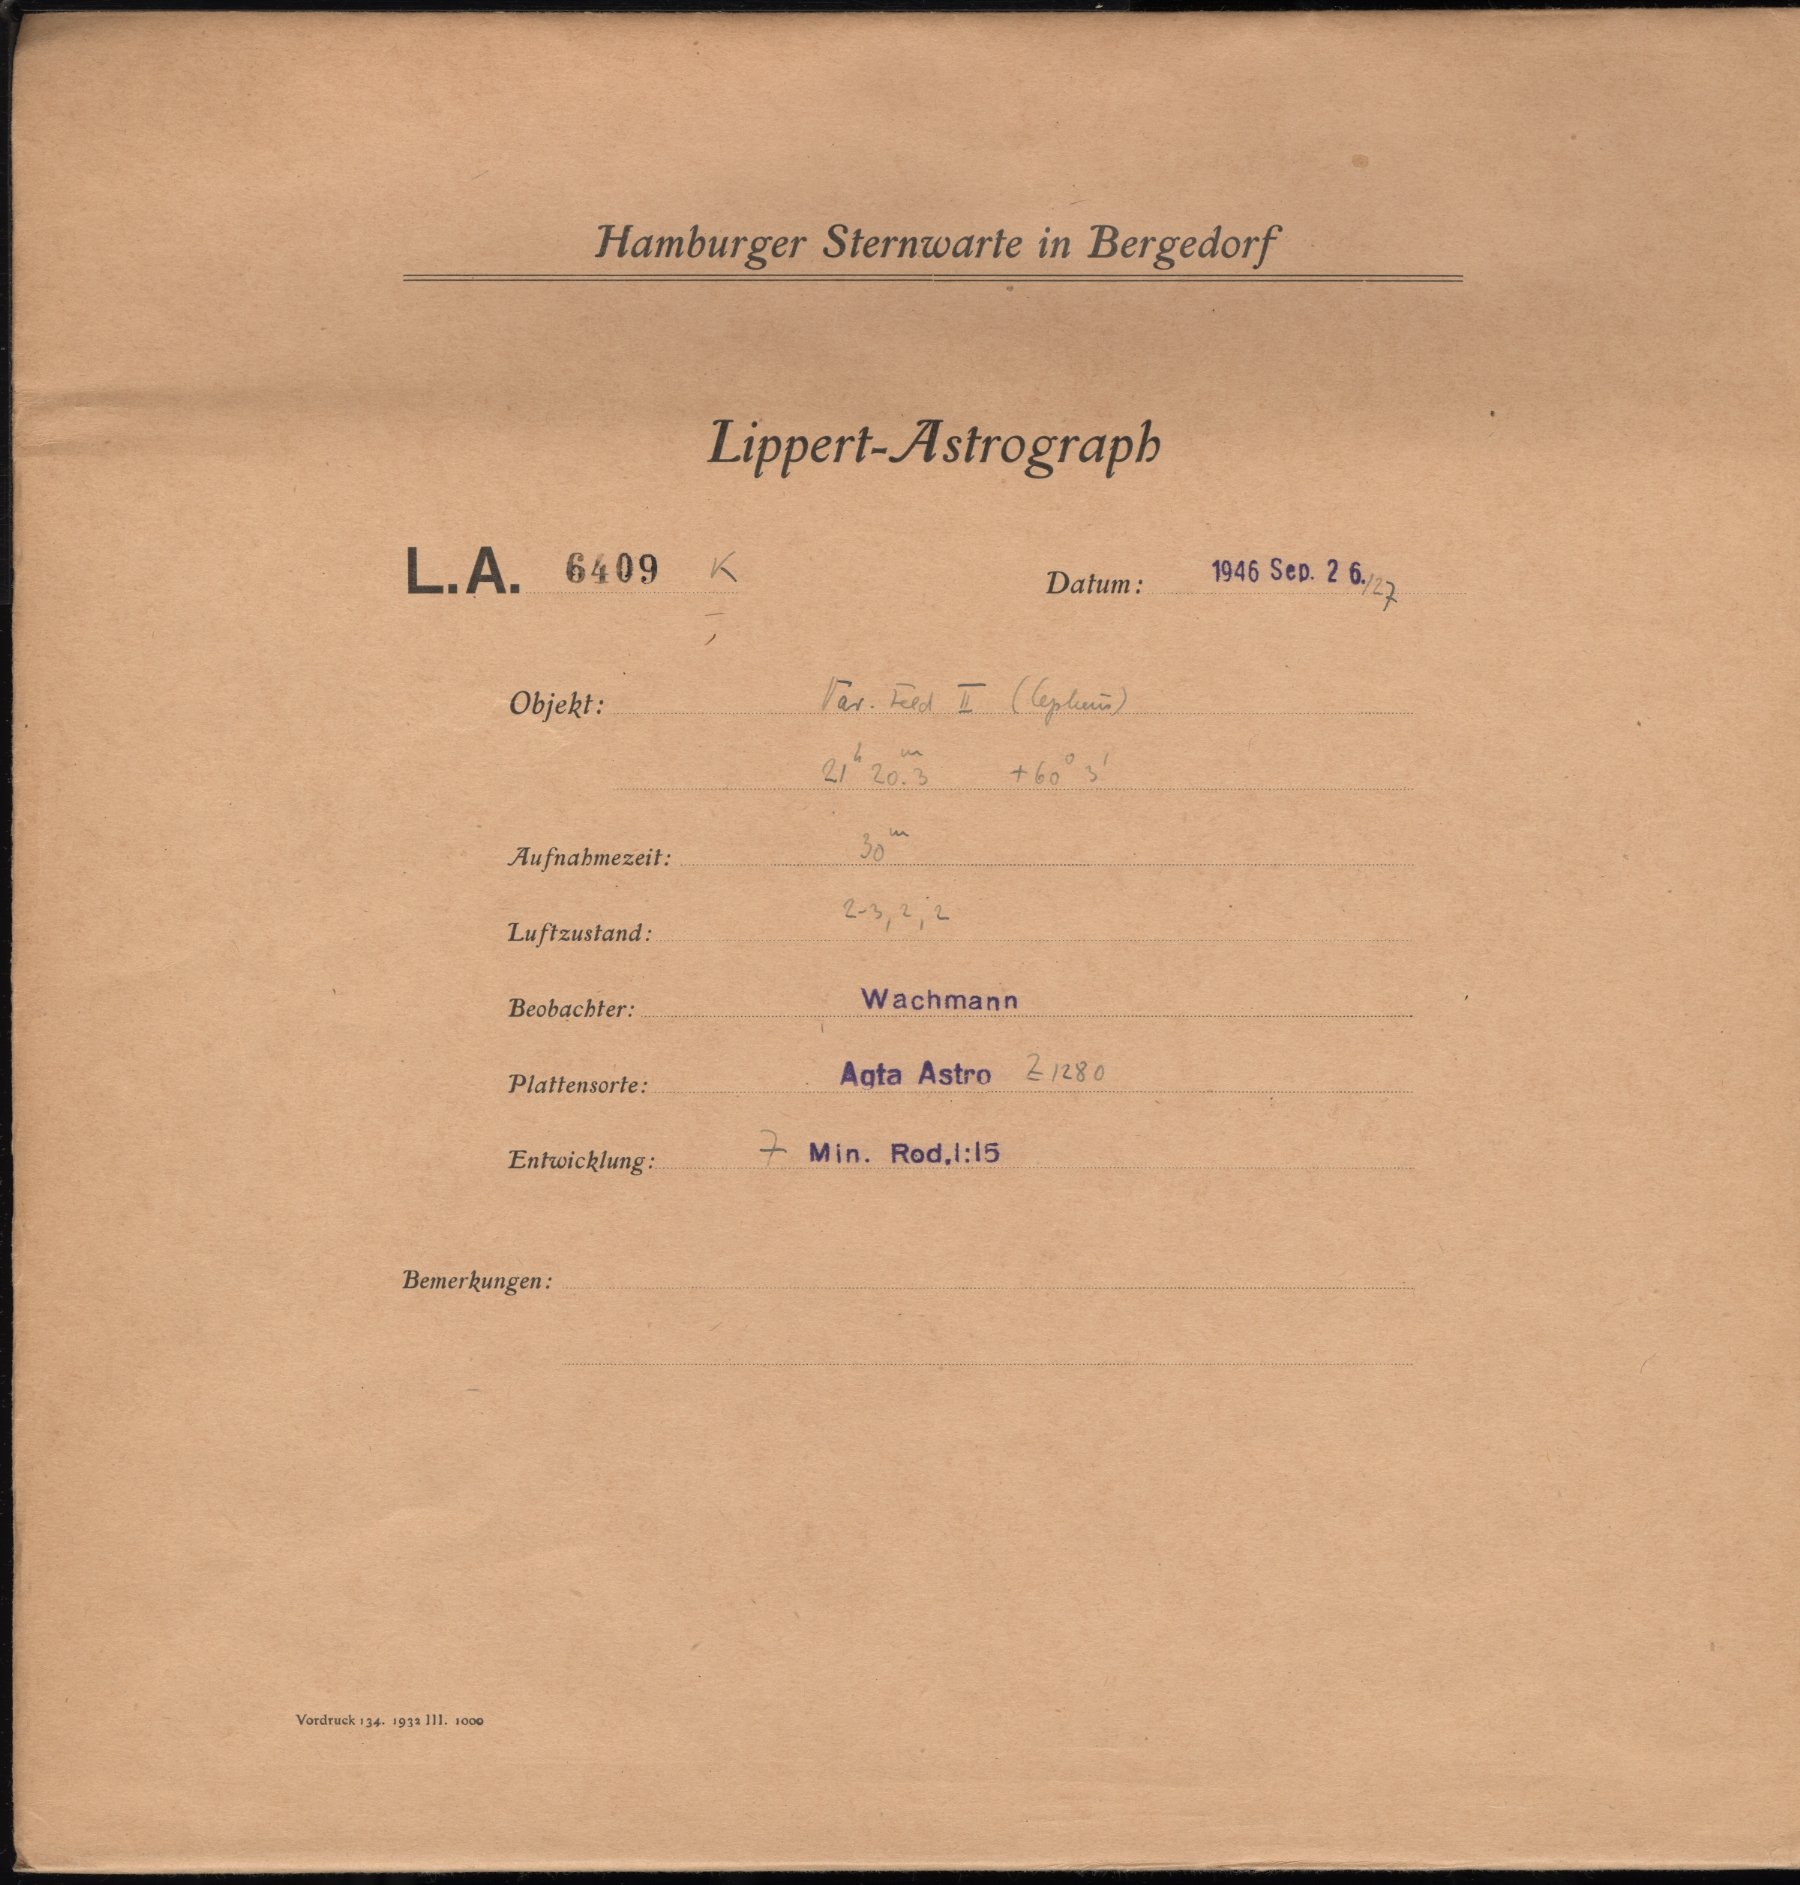 Hamburger Sternwarte in Bergedorf
Lippert-Astrograph
L.A. 6409 K Datum: 1946 Sep. 26./27
Objekt: Var. Feld II (Cepheus)
21h 20.m3 +60° 3'
Aufnahmezeit: 30m
Luftzustand: 2-3, 2, 2
Beobachter: Wachmann
Plattensorte: Agfa Astro Z1280
Entwicklung: 7 Min. Rod,1:15
Bemerkungen:
Vordruck 134. 1932 III. 1000